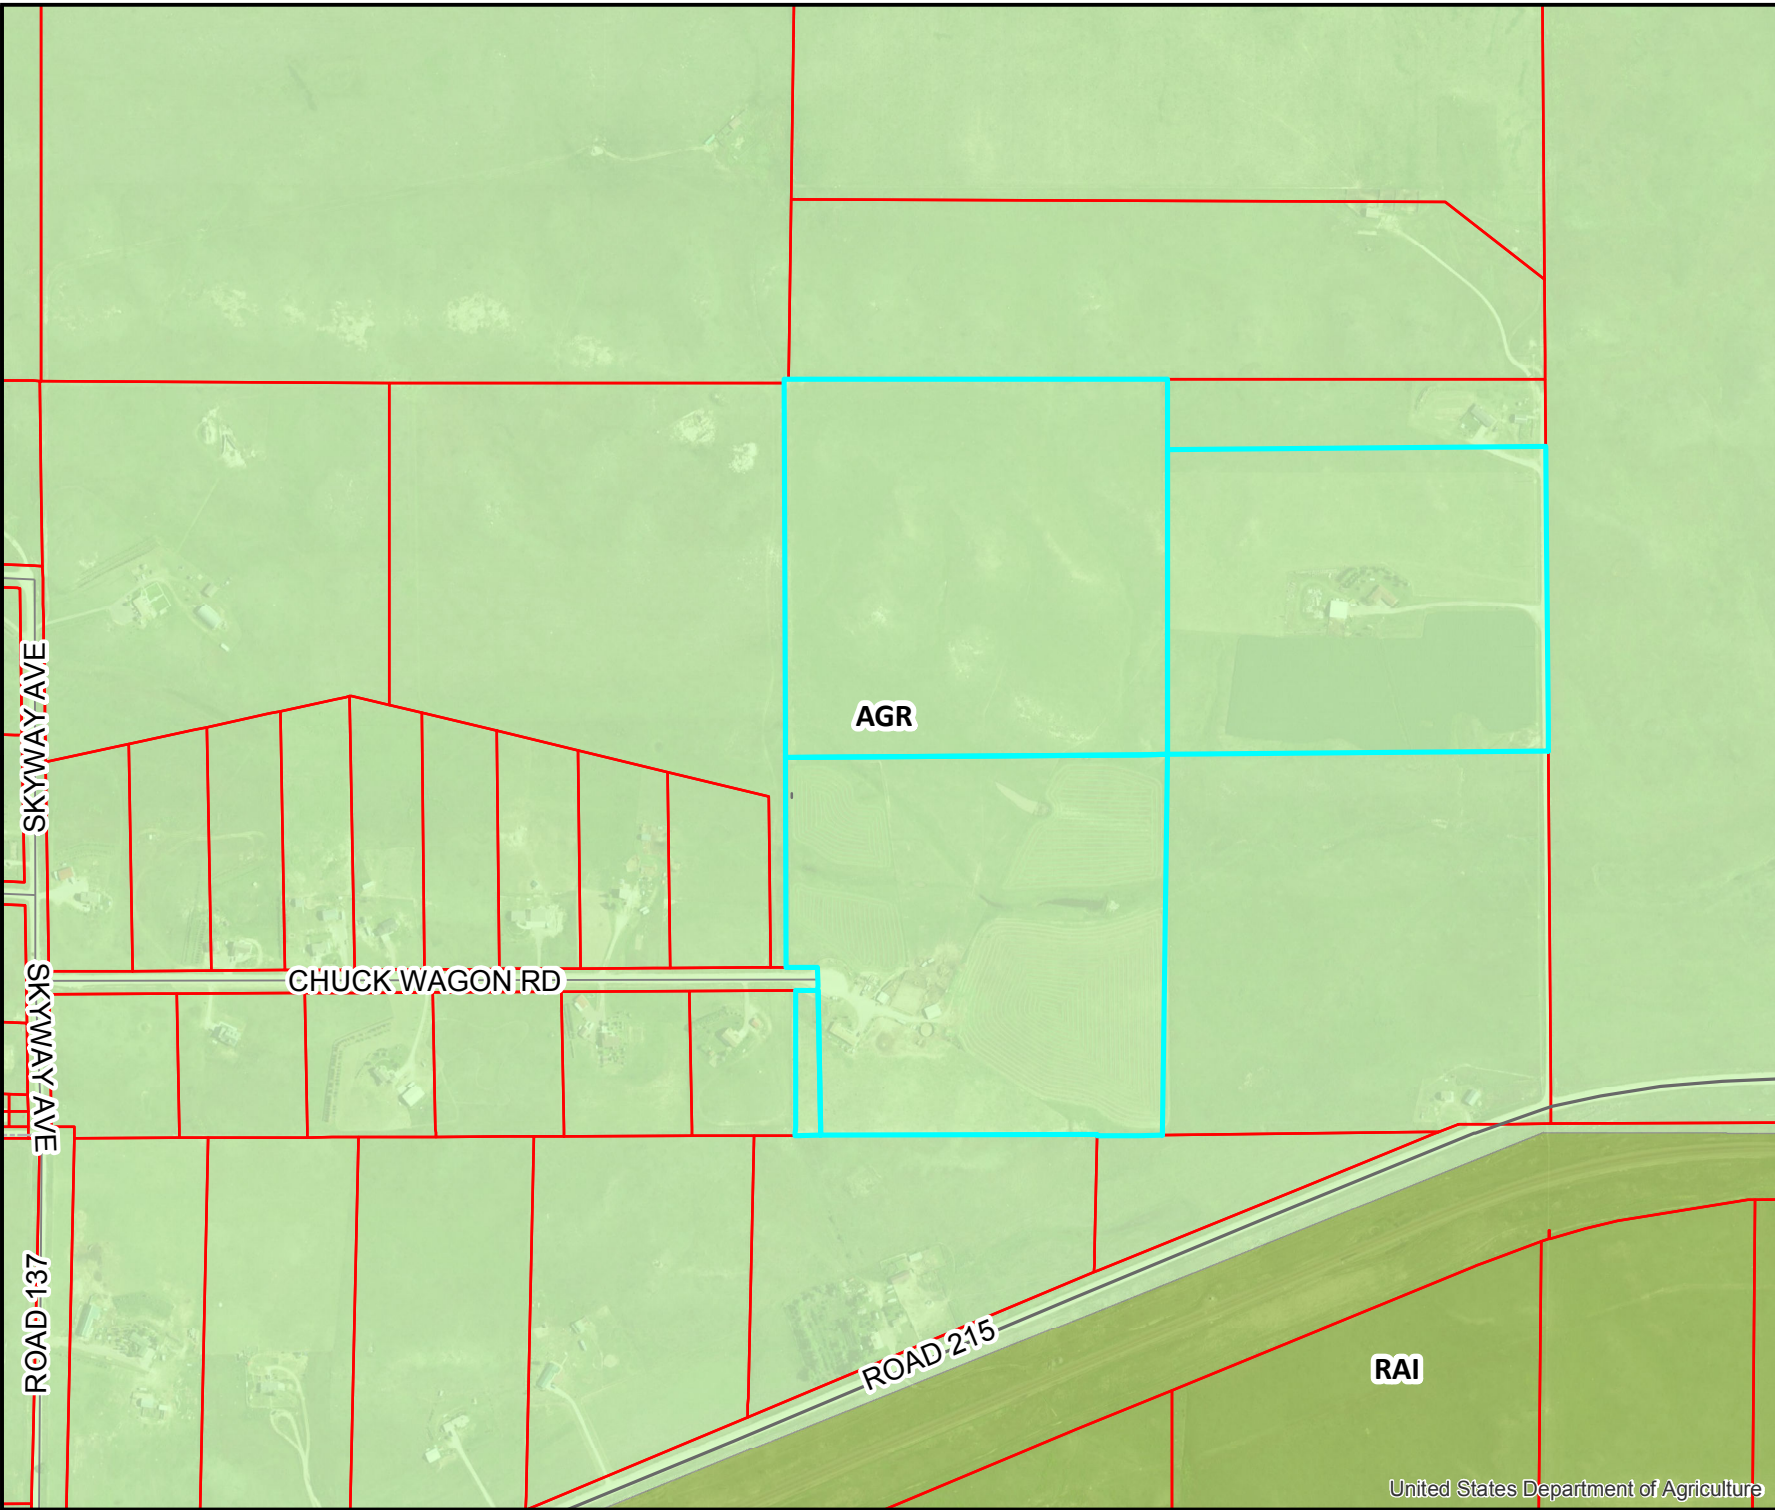 AGR
SKYWAY AVE
CHUCK WAGON RD
SKYWAY AVE
ROAD 137
ROAD 215
RAI
United States Department of Agriculture